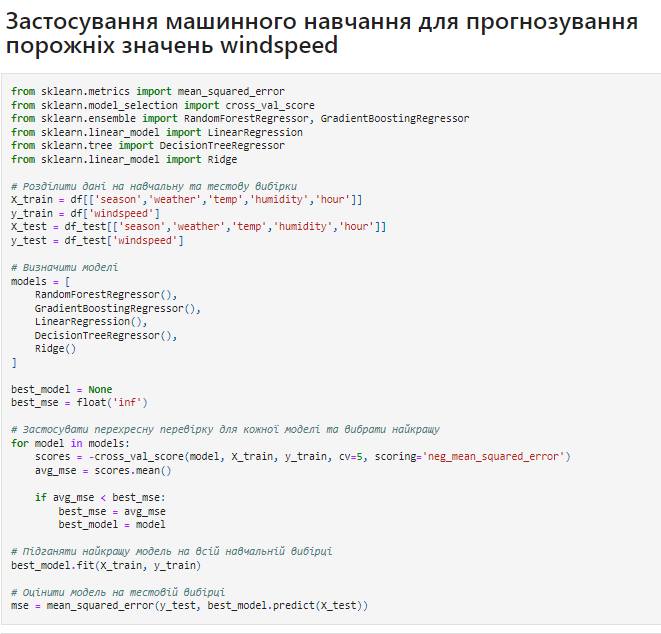 Застосування машинного навчання для прогнозування
порожніх значень windspeed
from sklearn.metrics import mean_squared_error
from sklearn.model_selection import cross_val_score
from sklearn.ensemble import RandomForestRegressor, GradientBoostingRegressor
from sklearn.linear_model import LinearRegression
from sklearn.tree import DecisionTreeRegressor
from sklearn.linear_model import Ridge
# Розділити дані на навчальну та тестову вибірки
X_train = df[['season','weather','temp','humidity','hour']]
y_train = df['windspeed']
X_test = df_test[['season','weather','temp','humidity','hour']]
y_test = df_test['windspeed']
# Визначити моделі
models = [
    RandomForestRegressor(),
    GradientBoostingRegressor(),
    LinearRegression(),
    DecisionTreeRegressor(),
    Ridge()
]
best_model = None
best_mse = float('inf')
# Застосувати перехресну перевірку для кожної моделі та вибрати найкращу
for model in models:
    scores = -cross_val_score(model, X_train, y_train, cv=5, scoring='neg_mean_squared_error')
    avg_mse = scores.mean()
    if avg_mse < best_mse:
        best_mse = avg_mse
        best_model = model
# Підганяти найкращу модель на всій навчальній вибірці
best_model.fit(X_train, y_train)
# Оцінити модель на тестовій вибірці
mse = mean_squared_error(y_test, best_model.predict(X_test))